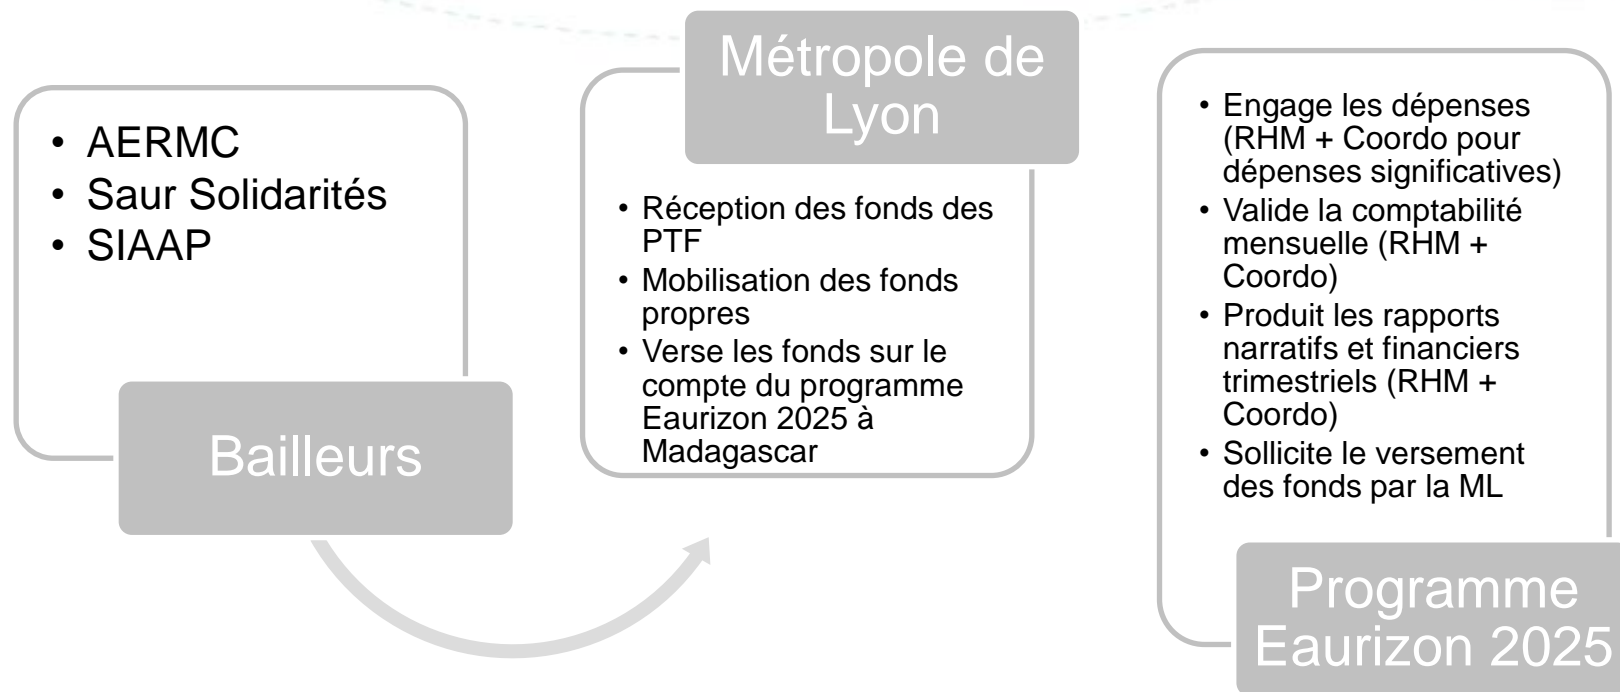 • AERMC
• Saur Solidarités
• SIAAP
Bailleurs
Métropole de
Lyon
• Réception des fonds des
PTF
• Mobilisation des fonds
propres
• Verse les fonds sur le
compte du programme
Eaurizon 2025 à
Madagascar
• Engage les dépenses
(RHM + Coordo pour
dépenses significatives)
• Valide la comptabilité
mensuelle (RHM +
Coordo)
• Produit les rapports
narratifs et financiers
trimestriels (RHM +
Coordo)
• Sollicite le versement
des fonds par la ML
Programme
Eaurizon 2025